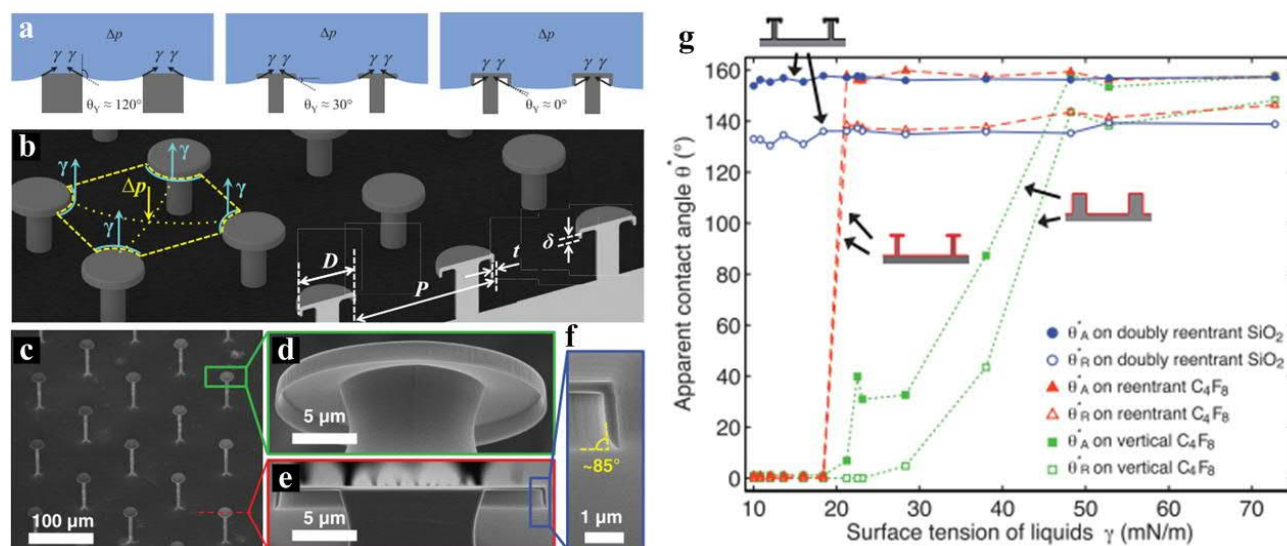 a
Δp
γ γ
γ γ
θY ≈ 120°
Δp
γ γ
γ γ
θY ≈ 30°
Δp
γ γ
γ γ
θY ≈ 0°
b
γ
γ
Δp
γ
γ
D
P
t
δ
c
100 μm
d
5 μm
e
5 μm
f
~85°
1 μm
g
Apparent contact angle θ* (°)
160
140
120
100
80
60
40
20
0
10 20 30 40 50 60 70
Surface tension of liquids γ (mN/m)
θ*A on doubly reentrant SiO2
θ*R on doubly reentrant SiO2
θ*A on reentrant C4F8
θ*R on reentrant C4F8
θ*A on vertical C4F8
θ*R on vertical C4F8